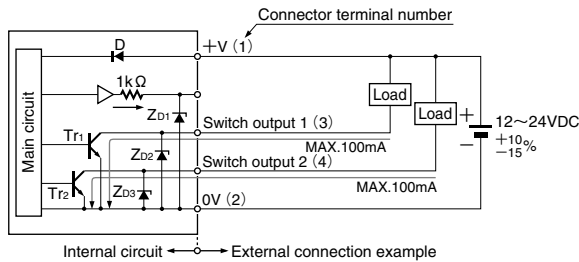 Connector terminal number
D
+V (1)
1kΩ
Main circuit
ZD1
Load
Load
+
−
12～24VDC
+10
−15 %
Tr1
Switch output 1 (3)
MAX.100mA
ZD2
Switch output 2 (4)
MAX.100mA
Tr2
ZD3
0V (2)
Internal circuit
External connection example